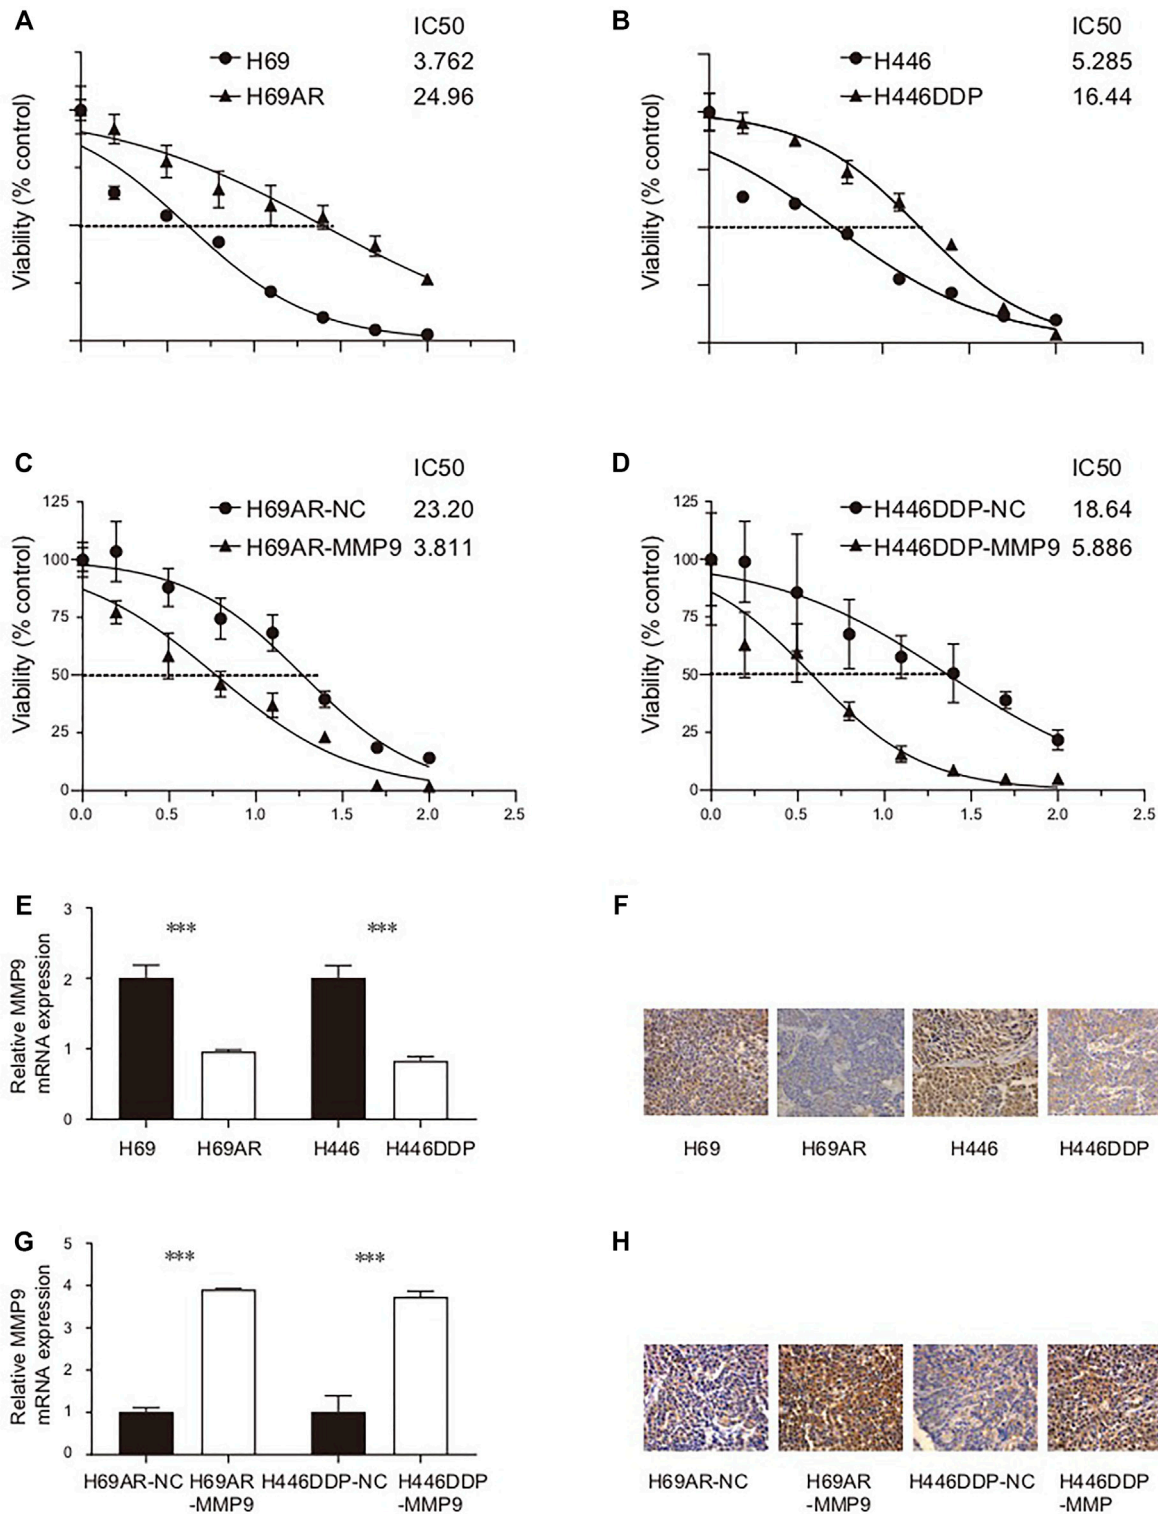 A
IC50
H69 3.762
H69AR 24.96
Viability (% control)
B
IC50
H446 5.285
H446DDP 16.44
Viability (% control)
C
IC50
H69AR-NC 23.20
H69AR-MMP9 3.811
Viability (% control)
125
100
75
50
25
0
0.0 0.5 1.0 1.5 2.0 2.5
D
IC50
H446DDP-NC 18.64
H446DDP-MMP9 5.886
Viability (% control)
125
100
75
50
25
0
0.0 0.5 1.0 1.5 2.0 2.5
E
Relative MMP9
mRNA expression
3
2
1
0
*** ***
H69 H69AR H446 H446DDP
F
H69 H69AR H446 H446DDP
G
Relative MMP9
mRNA expression
5
4
3
2
1
0
*** ***
H69AR-NC H69AR H446DDP-NC H446DDP
-MMP9 -MMP9
H
H69AR-NC H69AR H446DDP-NC H446DDP
-MMP9 -MMP